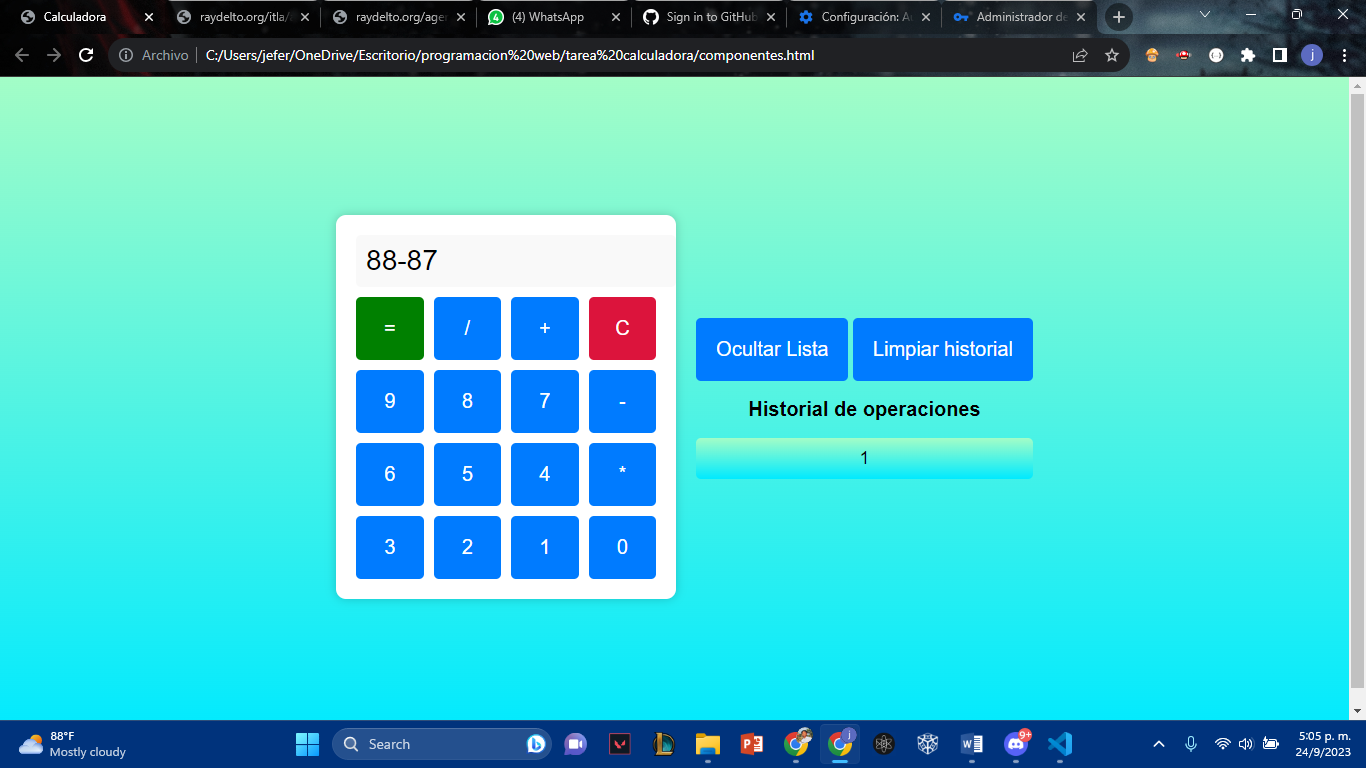 Calculadora
raydelto.org/itla/
raydelto.org/age
(4) WhatsApp
Sign in to GitHub
Configuración: A
Administrador de
Archivo
C:/Users/jefer/OneDrive/Escritorio/programacion%20web/tarea%20calculadora/componentes.html
j
88-87
= / + C
9 8 7 -
6 5 4 *
3 2 1 0
Ocultar Lista
Limpiar historial
Historial de operaciones
1
88°F
Mostly cloudy
Search
9+
5:05 p. m.
24/9/2023